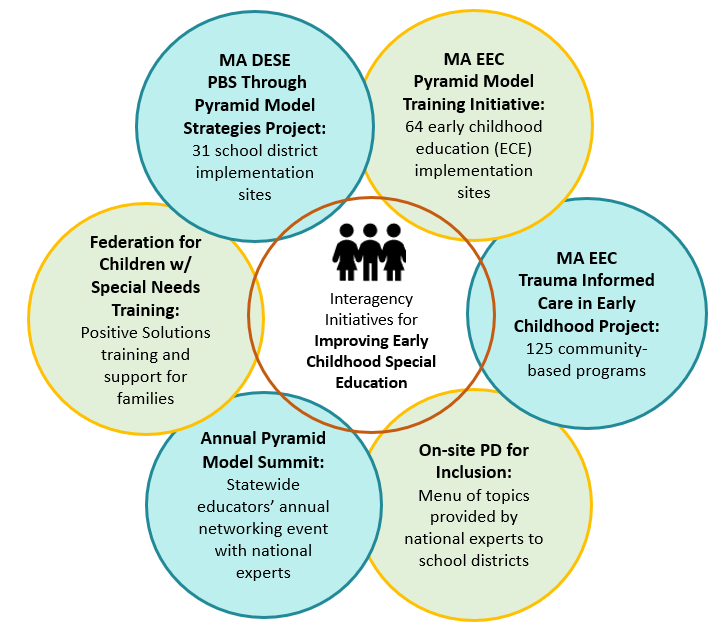 MA DESE
PBS Through
Pyramid Model
Strategies Project:
31 school district
implementation
sites
MA EEC
Pyramid Model
Training Initiative:
64 early childhood
education (ECE)
implementation
sites
Federation for
Children w/
Special Needs
Training:
Positive Solutions
training and
support for
families
Interagency
Initiatives for
Improving Early
Childhood Special
Education
MA EEC
Trauma Informed
Care in Early
Childhood Project:
125 community-
based programs
Annual Pyramid
Model Summit:
Statewide
educators’ annual
networking event
with national
experts
On-site PD for
Inclusion:
Menu of topics
provided by
national experts to
school districts